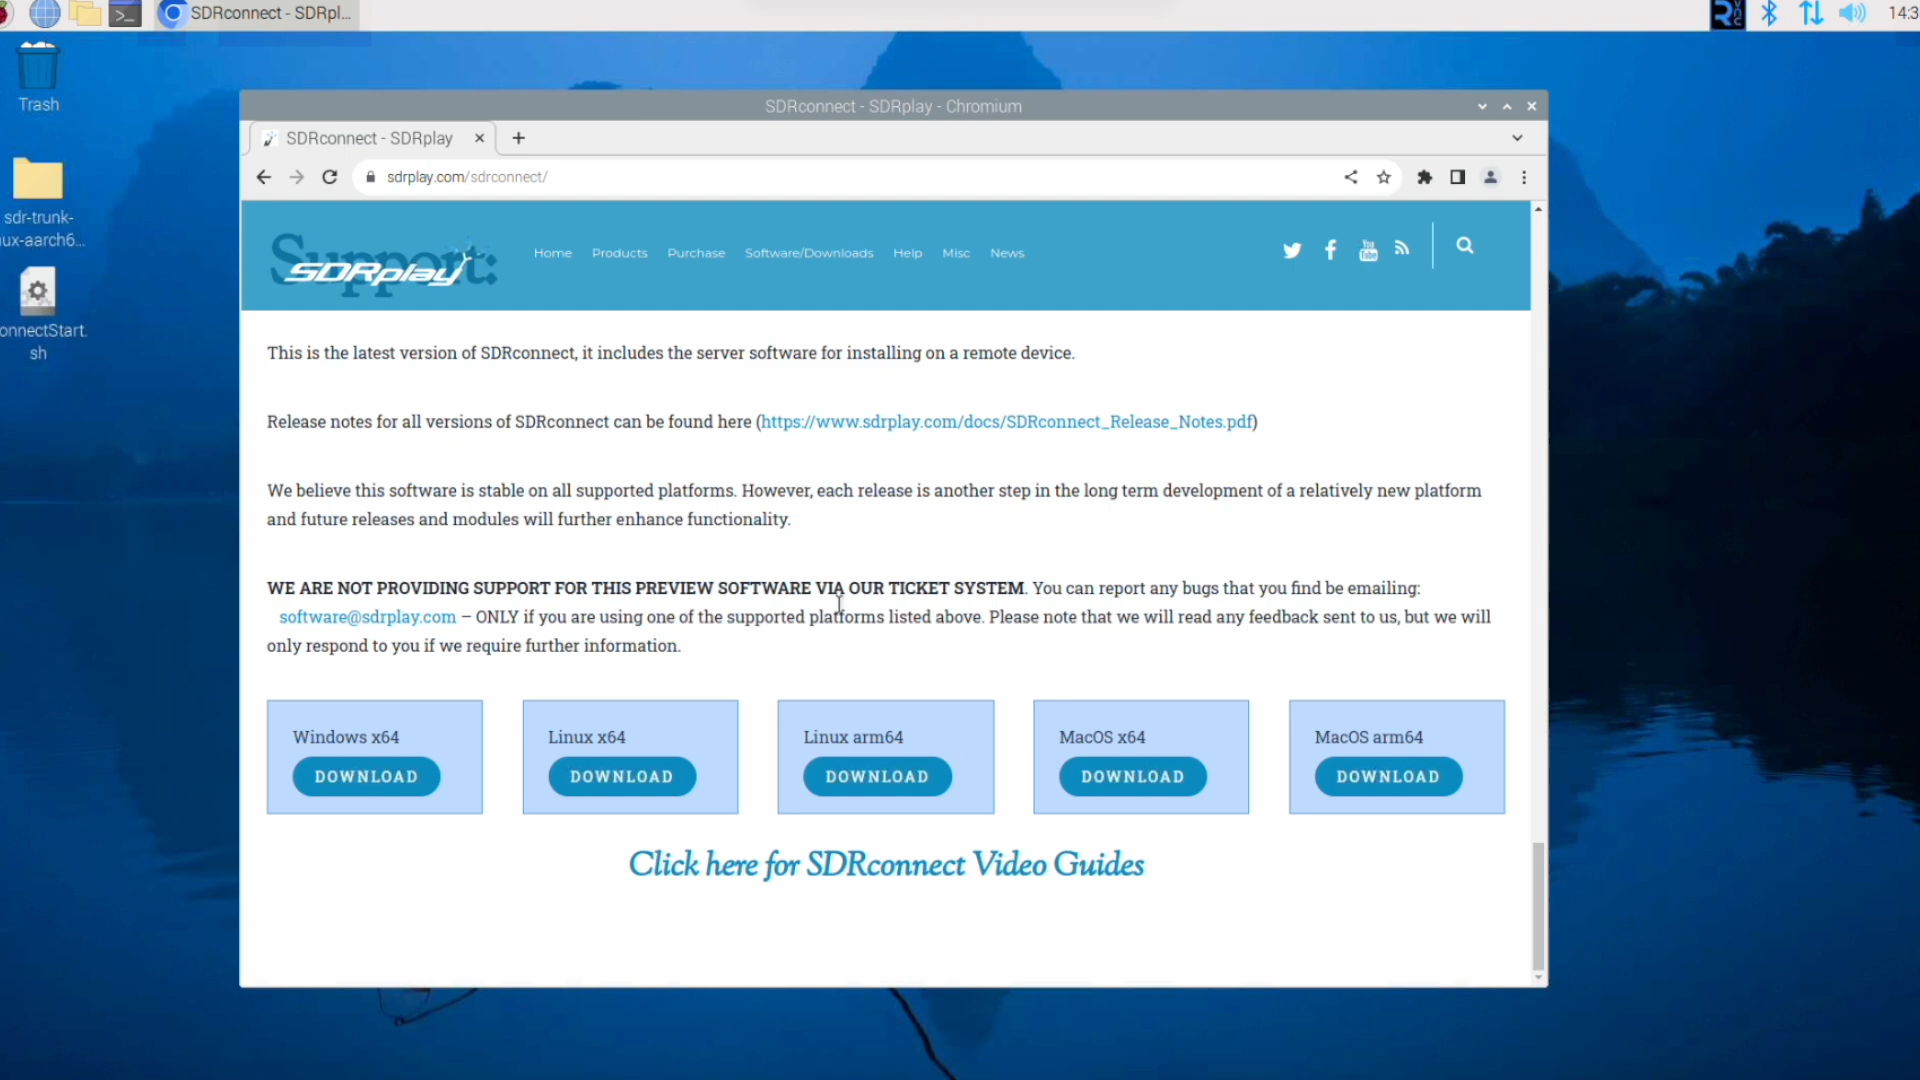 SDRconnect - SDRpl...
14:3
Trash
SDRconnect - SDRplay - Chromium
SDRconnect - SDRplay
sdrplay.com/sdrconnect/
sdr-trunk-
ux-aarch6...
onnectStart.
sh
Support:
SDRplay
Home Products Purchase Software/Downloads Help Misc News
You Tube
This is the latest version of SDRconnect, it includes the server software for installing on a remote device.
Release notes for all versions of SDRconnect can be found here (https://www.sdrplay.com/docs/SDRconnect_Release_Notes.pdf)
We believe this software is stable on all supported platforms. However, each release is another step in the long term development of a relatively new platform
and future releases and modules will further enhance functionality.
WE ARE NOT PROVIDING SUPPORT FOR THIS PREVIEW SOFTWARE VIA OUR TICKET SYSTEM. You can report any bugs that you find be emailing:
software@sdrplay.com – ONLY if you are using one of the supported platforms listed above. Please note that we will read any feedback sent to us, but we will
only respond to you if we require further information.
Windows x64 Linux x64 Linux arm64 MacOS x64 MacOS arm64
DOWNLOAD DOWNLOAD DOWNLOAD DOWNLOAD DOWNLOAD
Click here for SDRconnect Video Guides